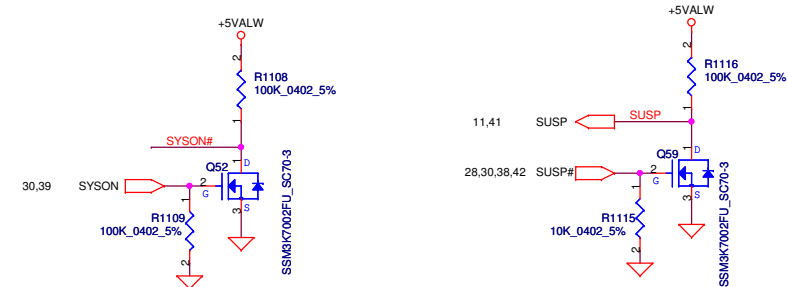 +5VALW
2
R1108
100K_0402_5%
1
SYSON#
1
D
Q52
30,39
SYSON
2
G
S
3
1
R1109
100K_0402_5%
2
SSM3K7002FU_SC70-3
+5VALW
2
R1116
100K_0402_5%
1
11,41
SUSP
SUSP
1
D
Q59
28,30,38,42
SUSP#
2
G
S
3
1
R1115
10K_0402_5%
2
SSM3K7002FU_SC70-3